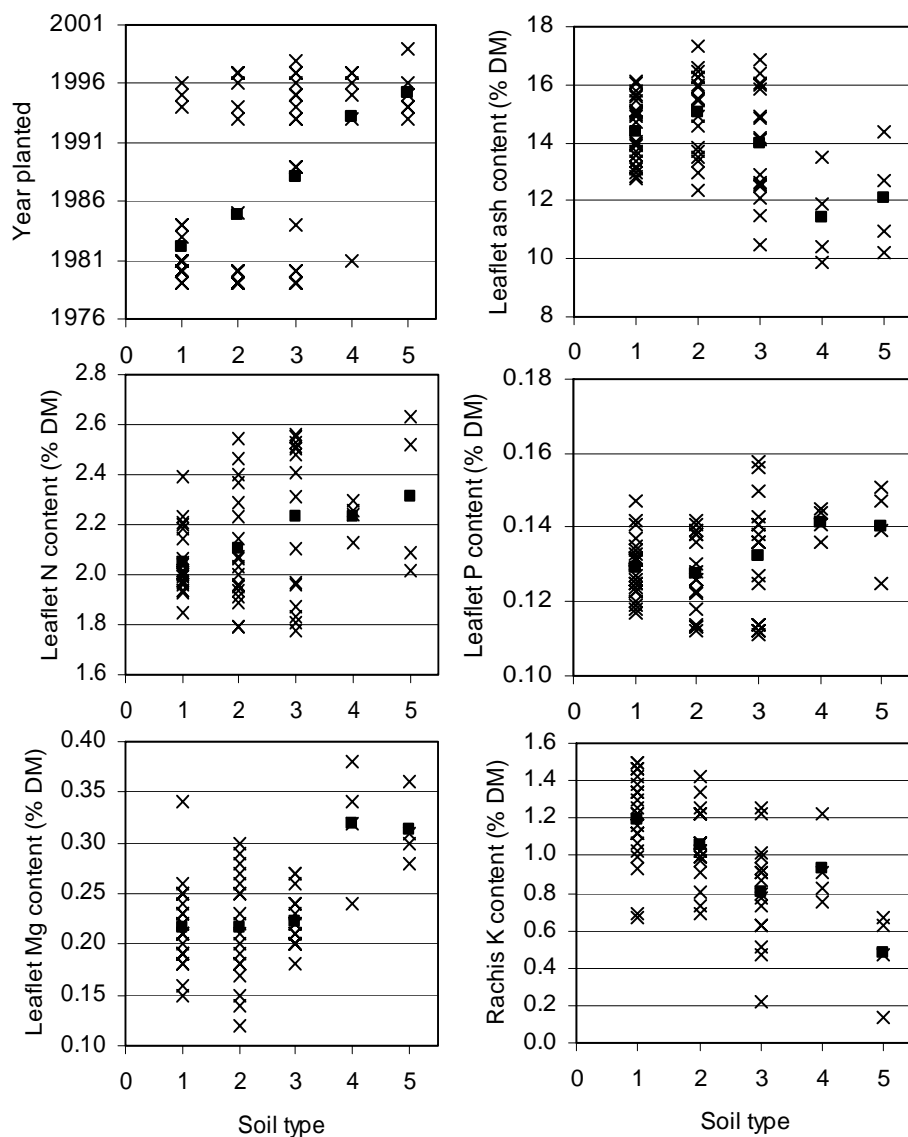 Year planted
2001
1996
1991
1986
1981
1976
0 1 2 3 4 5
Leaflet ash content (% DM)
18
16
14
12
10
8
0 1 2 3 4 5
Leaflet N content (% DM)
2.8
2.6
2.4
2.2
2.0
1.8
1.6
0 1 2 3 4 5
Leaflet P content (% DM)
0.18
0.16
0.14
0.12
0.10
0 1 2 3 4 5
Leaflet Mg content (% DM)
0.40
0.35
0.30
0.25
0.20
0.15
0.10
0 1 2 3 4 5
Soil type
Rachis K content (% DM)
1.6
1.4
1.2
1.0
0.8
0.6
0.4
0.2
0.0
0 1 2 3 4 5
Soil type